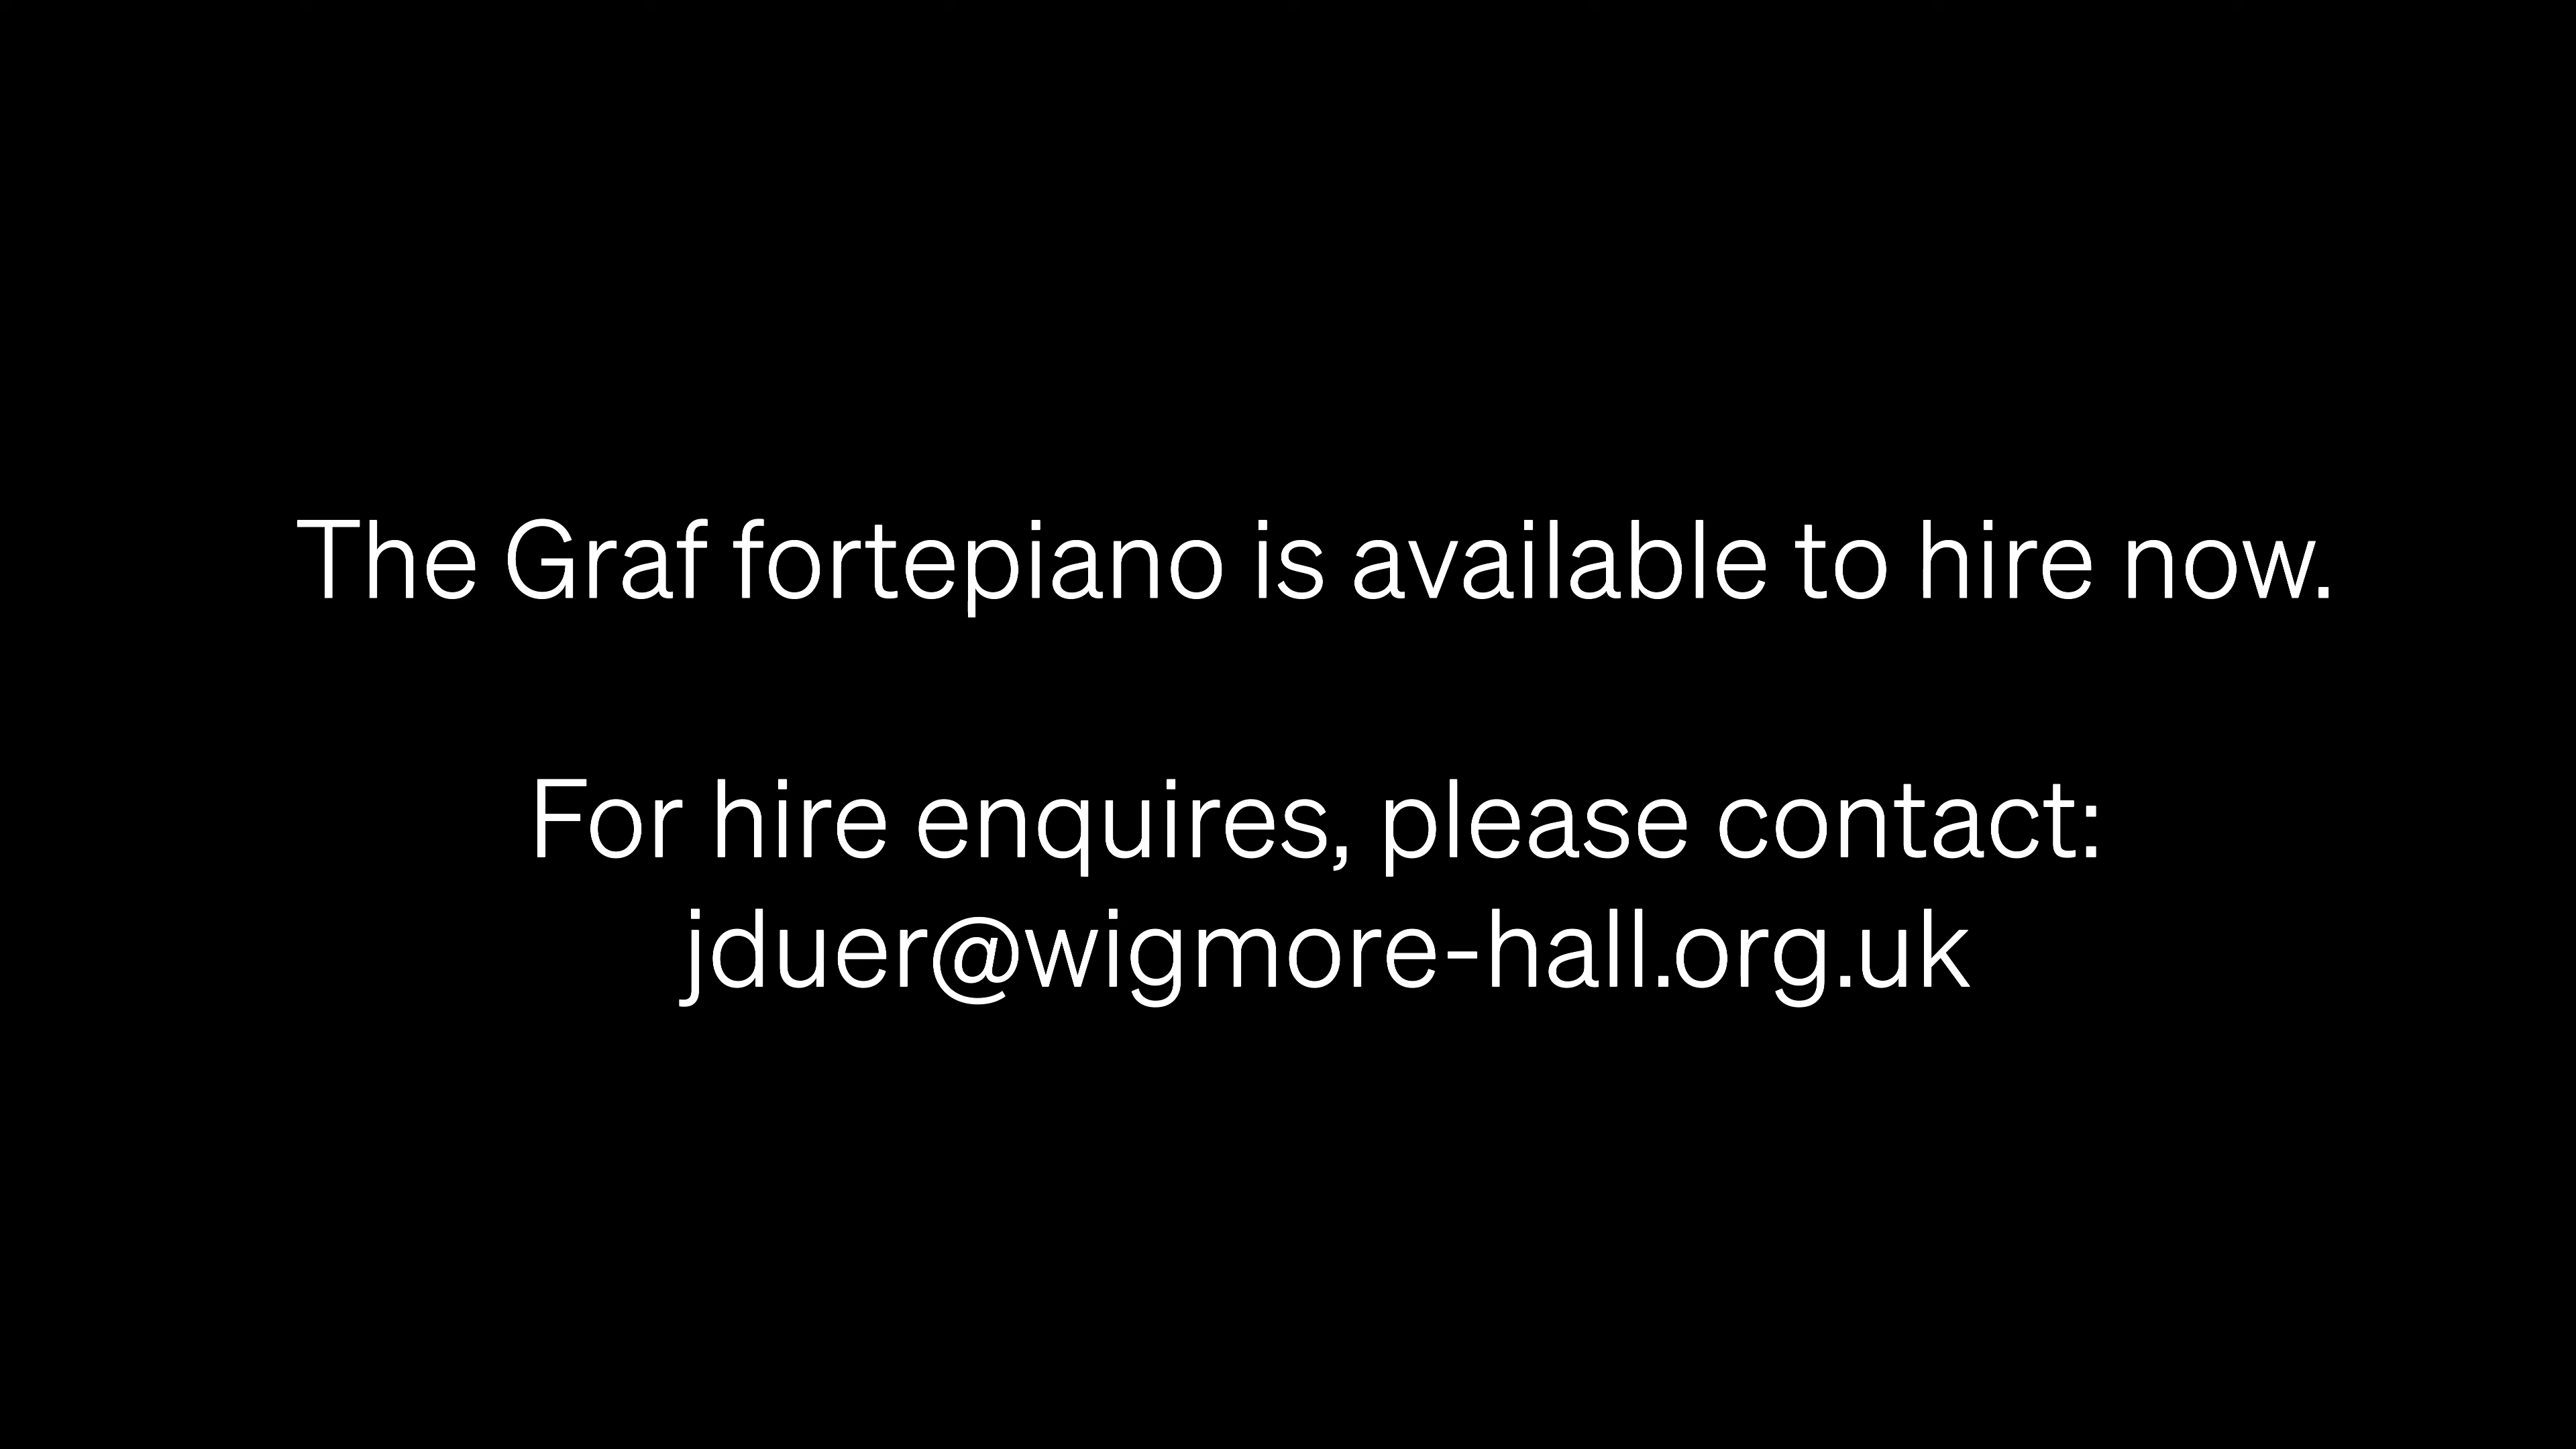 The Graf fortepiano is available to hire now.
For hire enquires, please contact:
jduer@wigmore-hall.org.uk